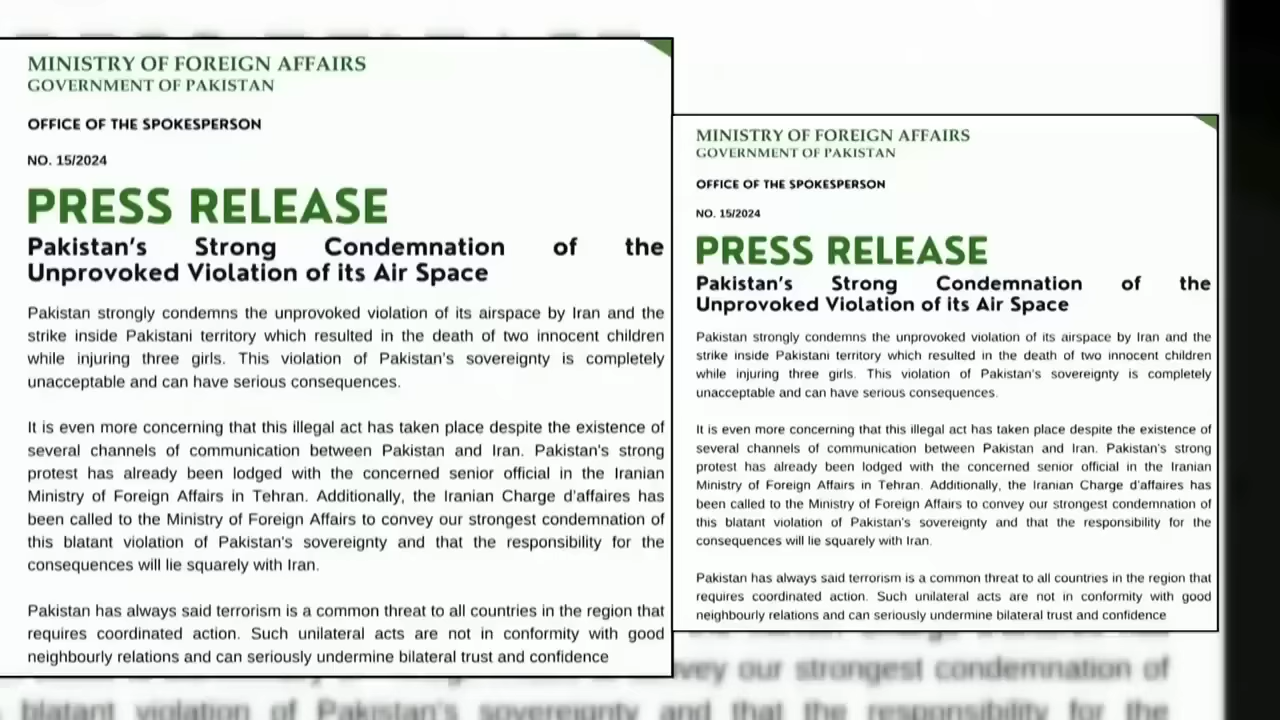 MINISTRY OF FOREIGN AFFAIRS
GOVERNMENT OF PAKISTAN
OFFICE OF THE SPOKESPERSON
NO. 15/2024
PRESS RELEASE
Pakistan's Strong Condemnation of the
Unprovoked Violation of its Air Space
Pakistan strongly condemns the unprovoked violation of its airspace by Iran and the
strike inside Pakistani territory which resulted in the death of two innocent children
while injuring three girls. This violation of Pakistan's sovereignty is completely
unacceptable and can have serious consequences.
It is even more concerning that this illegal act has taken place despite the existence of
several channels of communication between Pakistan and Iran. Pakistan's strong
protest has already been lodged with the concerned senior official in the Iranian
Ministry of Foreign Affairs in Tehran. Additionally, the Iranian Charge d'affaires has
been called to the Ministry of Foreign Affairs to convey our strongest condemnation of
this blatant violation of Pakistan's sovereignty and that the responsibility for the
consequences will lie squarely with Iran.
Pakistan has always said terrorism is a common threat to all countries in the region that
requires coordinated action. Such unilateral acts are not in conformity with good
neighbourly relations and can seriously undermine bilateral trust and confidence
MINISTRY OF FOREIGN AFFAIRS
GOVERNMENT OF PAKISTAN
OFFICE OF THE SPOKESPERSON
NO. 15/2024
PRESS RELEASE
Pakistan's Strong Condemnation of the
Unprovoked Violation of its Air Space
Pakistan strongly condemns the unprovoked violation of its airspace by Iran and the
strike inside Pakistani territory which resulted in the death of two innocent children
while injuring three girls. This violation of Pakistan's sovereignty is completely
unacceptable and can have serious consequences.
It is even more concerning that this illegal act has taken place despite the existence of
several channels of communication between Pakistan and Iran. Pakistan's strong
protest has already been lodged with the concerned senior official in the Iranian
Ministry of Foreign Affairs in Tehran. Additionally, the Iranian Charge d'affaires has
been called to the Ministry of Foreign Affairs to convey our strongest condemnation of
this blatant violation of Pakistan's sovereignty and that the responsibility for the
consequences will lie squarely with Iran.
Pakistan has always said terrorism is a common threat to all countries in the region that
requires coordinated action. Such unilateral acts are not in conformity with good
neighbourly relations and can seriously undermine bilateral trust and confidence
our strongest condemnation of
blatant violation of Pakistan's sovereignty and that the responsibility for the